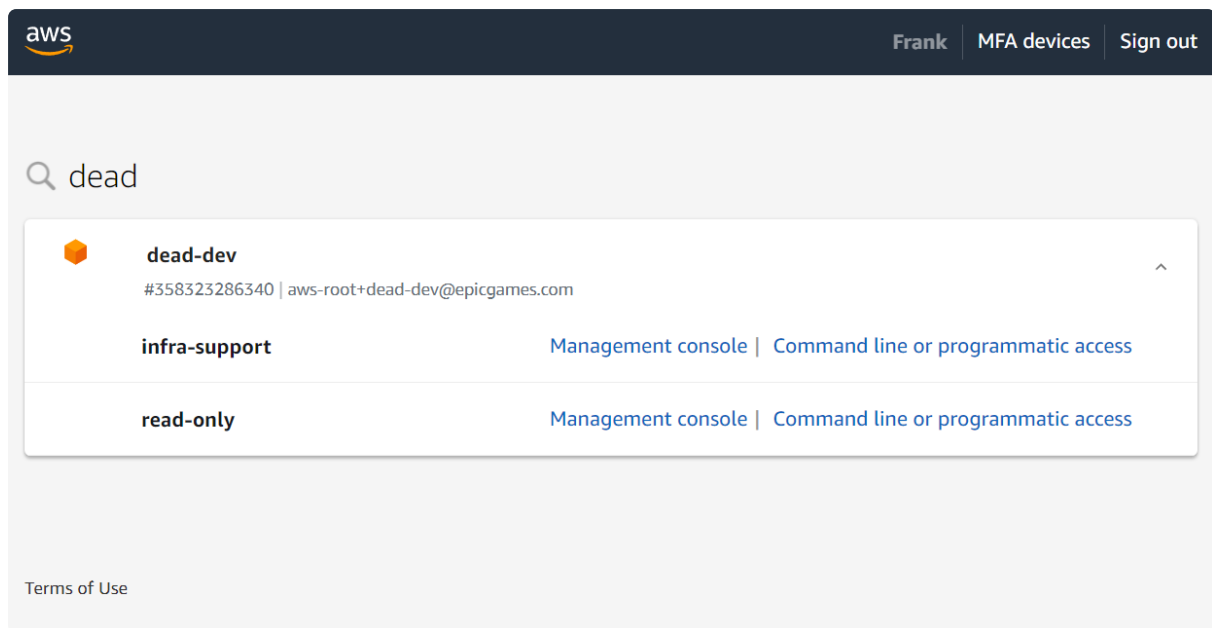 aws
Frank MFA devices Sign out
dead
dead-dev
#358323286340 | aws-root+dead-dev@epicgames.com
infra-support Management console | Command line or programmatic access
read-only Management console | Command line or programmatic access
Terms of Use